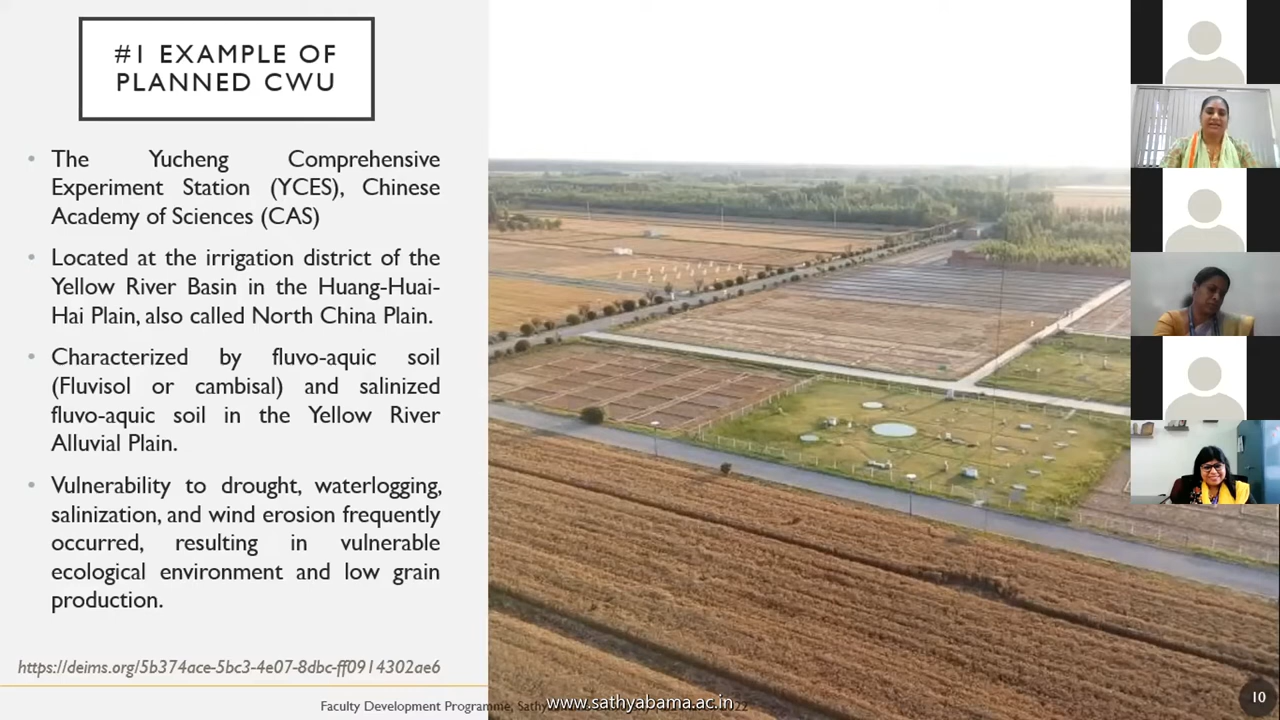 #1 EXAMPLE OF
PLANNED CWU
• The Yucheng Comprehensive
Experiment Station (YCES), Chinese
Academy of Sciences (CAS)
• Located at the irrigation district of the
Yellow River Basin in the Huang-Huai-
Hai Plain, also called North China Plain.
• Characterized by fluvo-aquic soil
(Fluvisol or cambisal) and salinized
fluvo-aquic soil in the Yellow River
Alluvial Plain.
• Vulnerability to drought, waterlogging,
salinization, and wind erosion frequently
occurred, resulting in vulnerable
ecological environment and low grain
production.
https://deims.org/5b374ace-5bc3-4e07-8dbc-ff0914302ae6
Faculty Development Programme,
www.sathyabama.ac.in
10